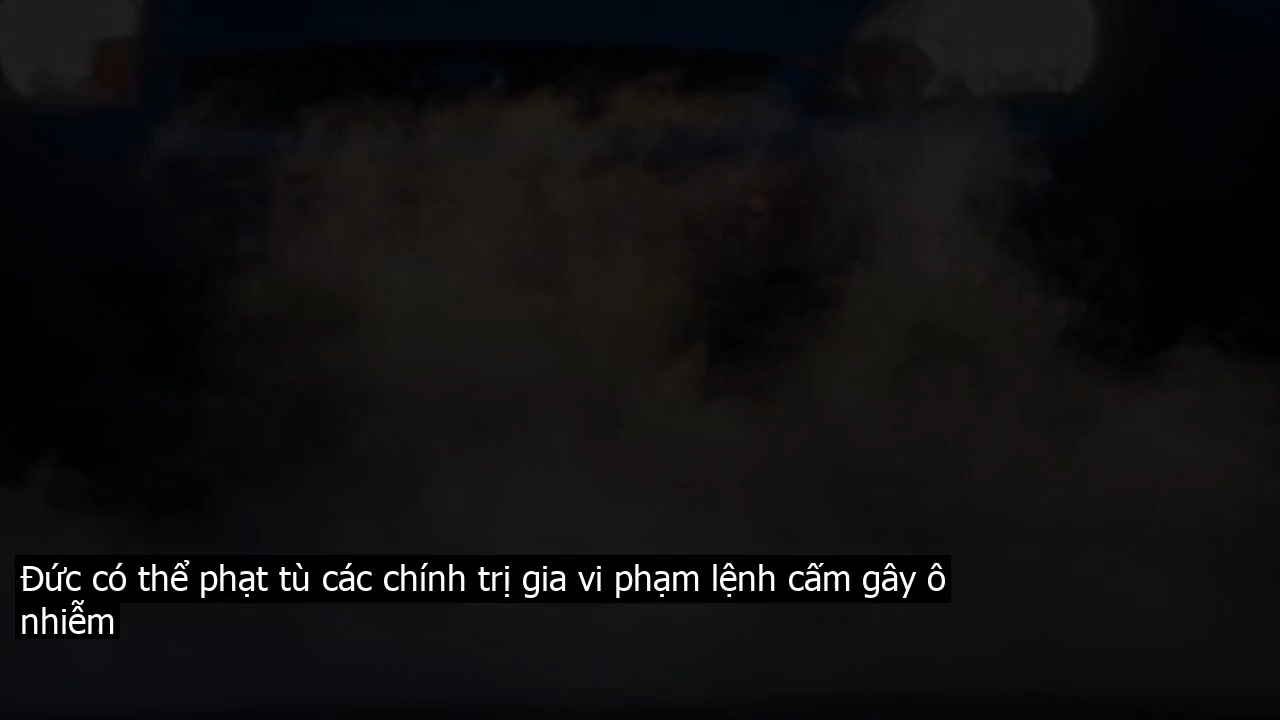 Đức có thể phạt tù các chính trị gia vi phạm lệnh cấm gây ô
nhiễm